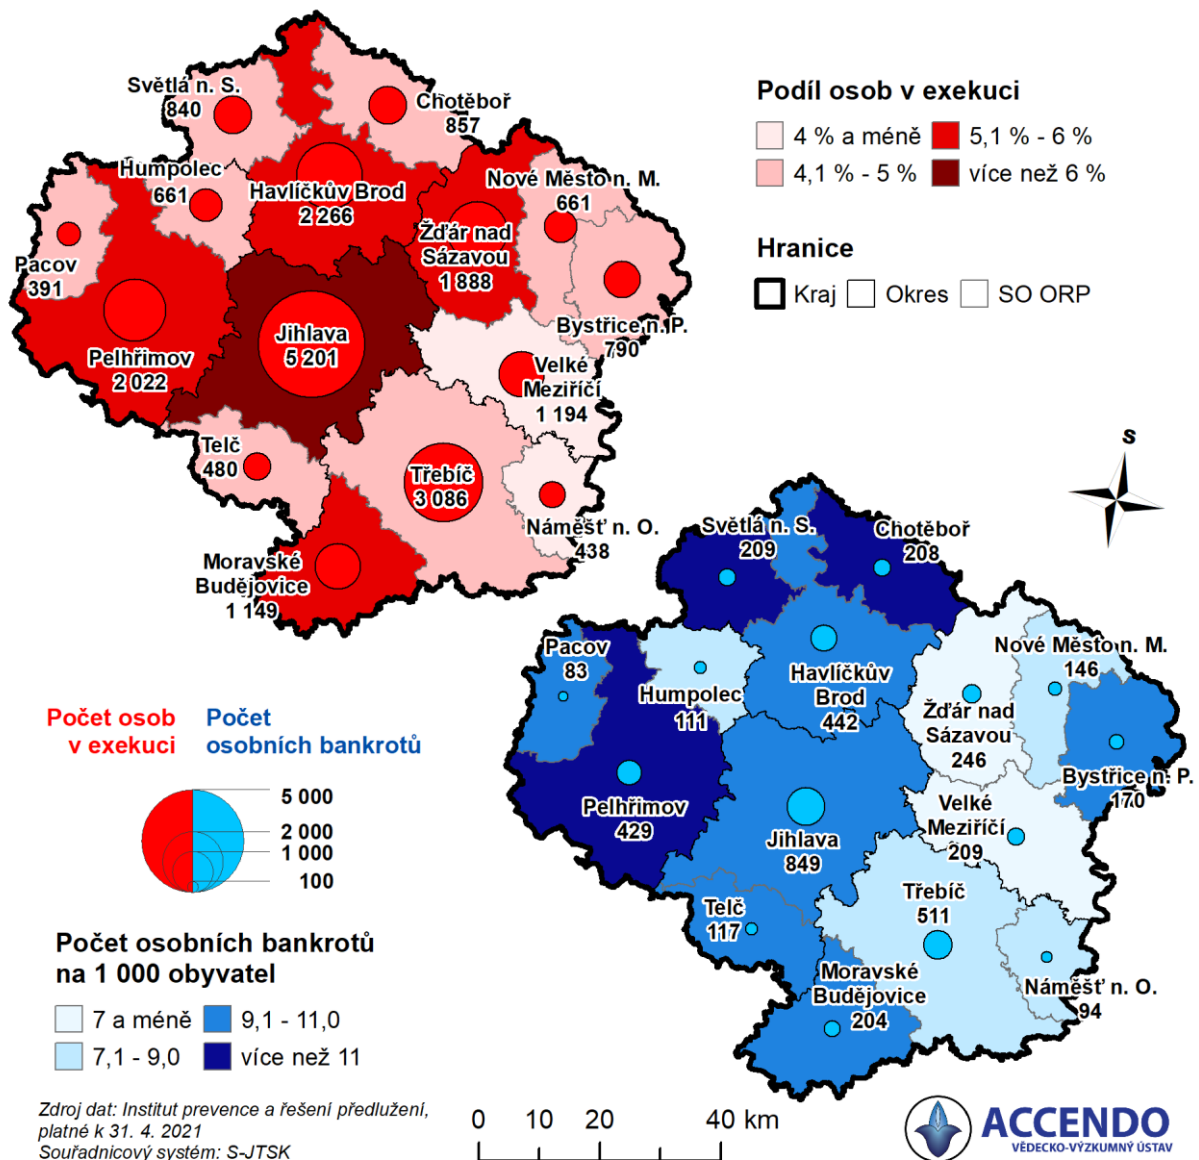 Světlá n. S.
840
Chotěboř
857
Humpolec
661
Havlíčkův Brod
2 266
Nové Město n. M.
661
Žďár nad
Sázavou
1 888
Pacov
391
Pelhřimov
2 022
Jihlava
5 201
Bystřice n. P.
790
Velké
Meziříčí
1 194
Telč
480
Třebíč
3 086
Náměšť n. O.
438
Moravské
Budějovice
1 149
Podíl osob v exekuci
4 % a méně
5,1 % - 6 %
4,1 % - 5 %
více než 6 %
Hranice
Kraj
Okres
SO ORP
S
Světlá n. S.
209
Chotěboř
208
Pacov
83
Humpolec
111
Havlíčkův
Brod
442
Nové Město n. M.
146
Žďár nad
Sázavou
246
Bystřice n. P.
170
Pelhřimov
429
Jihlava
849
Velké
Meziříčí
209
Telč
117
Třebíč
511
Moravské
Budějovice
204
Náměšť n. O.
94
Počet osob
v exekuci
Počet
osobních bankrotů
5 000
2 000
1 000
100
Počet osobních bankrotů
na 1 000 obyvatel
7 a méně
9,1 - 11,0
7,1 - 9,0
více než 11
Zdroj dat: Institut prevence a řešení předlužení,
platné k 31. 4. 2021
Souřadnicový systém: S-JTSK
0 20 40 km
ACCENDO
VĚDECKO-VÝZKUMNÝ ÚSTAV